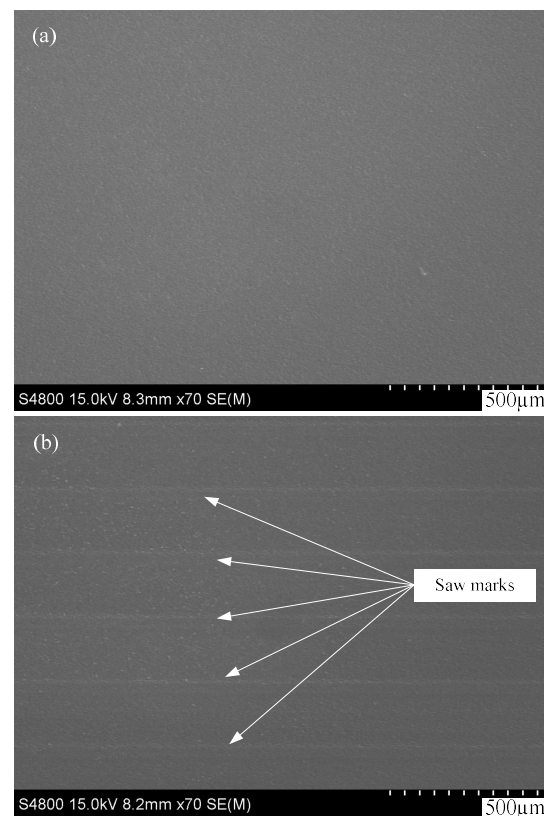 (a)
S4800 15.0kV 8.3mm x70 SE(M)
500μm
(b)
Saw marks
S4800 15.0kV 8.2mm x70 SE(M)
500μm